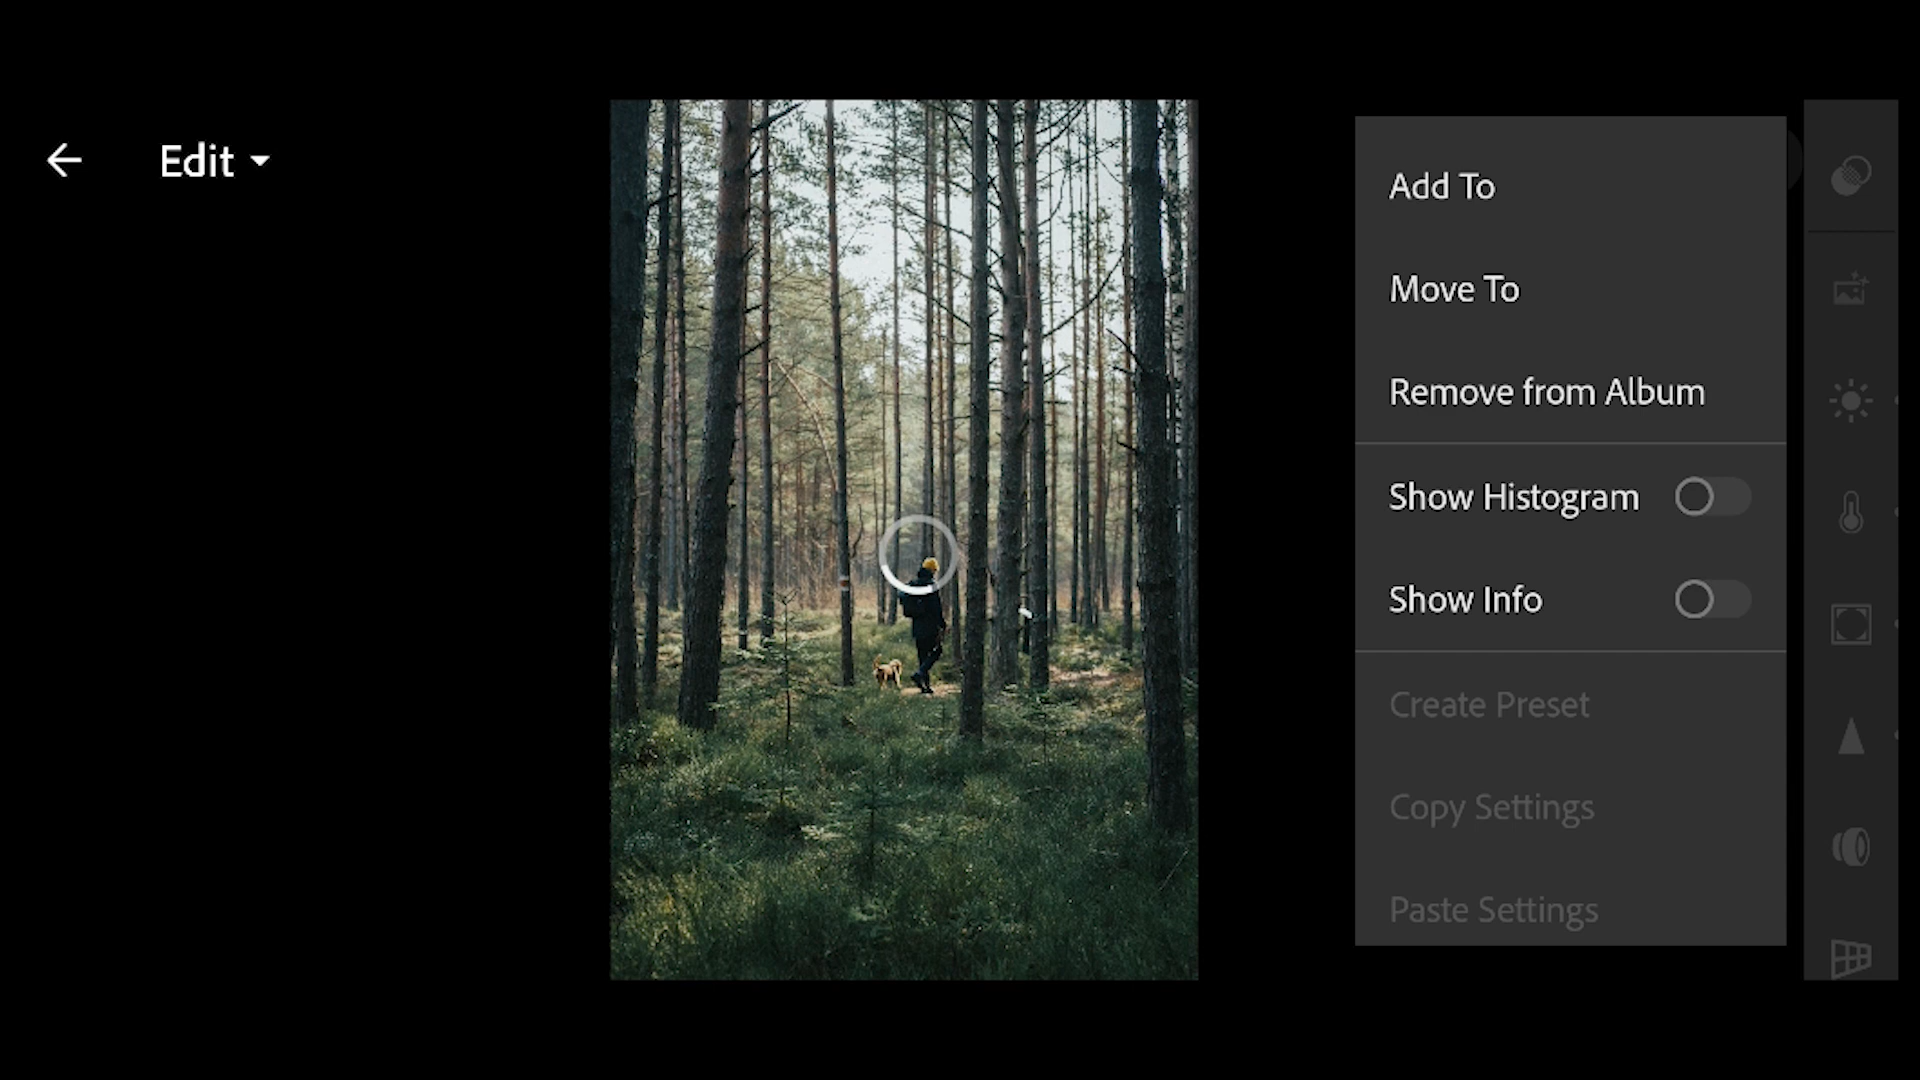 Edit
Add To
Move To
Remove from Album
Show Histogram
Show Info
Create Preset
Copy Settings
Paste Settings